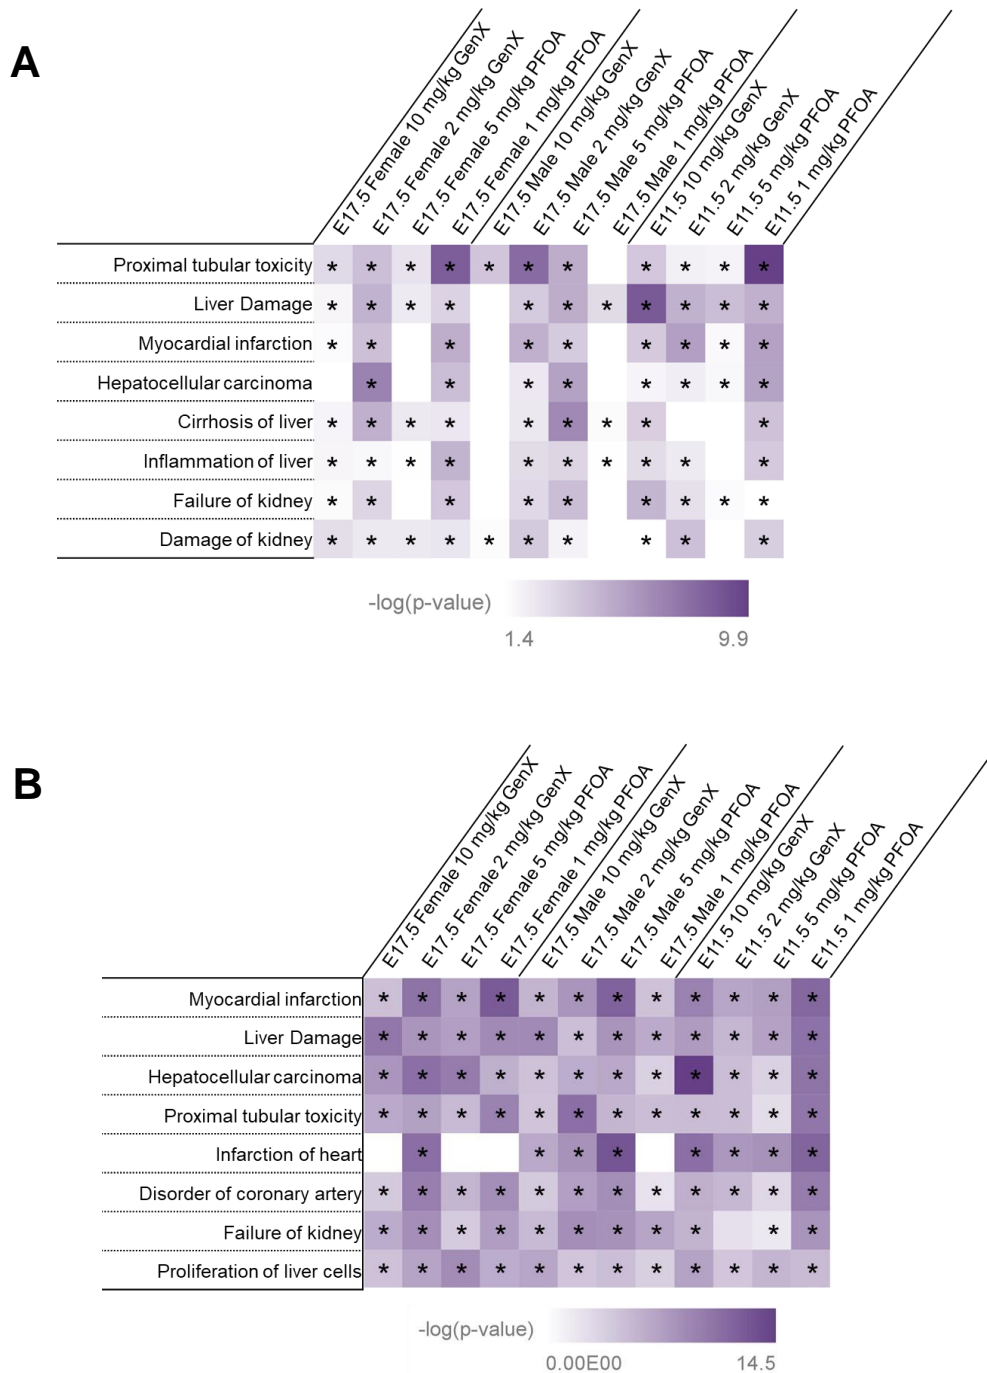 A
E17.5 Female 10 mg/kg GenX
E17.5 Female 2 mg/kg GenX
E17.5 Female 5 mg/kg PFOA
E17.5 Female 1 mg/kg PFOA
E17.5 Male 10 mg/kg GenX
E17.5 Male 2 mg/kg GenX
E17.5 Male 5 mg/kg PFOA
E17.5 Male 1 mg/kg PFOA
E11.5 10 mg/kg GenX
E11.5 2 mg/kg GenX
E11.5 5 mg/kg PFOA
E11.5 1 mg/kg PFOA
Proximal tubular toxicity * * * * * * * * * * *
Liver Damage * * * * * * * * * * *
Myocardial infarction * * * * * * * * *
Hepatocellular carcinoma * * * * * * * *
Cirrhosis of liver * * * * * * * * *
Inflammation of liver * * * * * * * * * *
Failure of kidney * * * * * * * * *
Damage of kidney * * * * * * * * * *
-log(p-value)
1.4 9.9
B
E17.5 Female 10 mg/kg GenX
E17.5 Female 2 mg/kg GenX
E17.5 Female 5 mg/kg PFOA
E17.5 Female 1 mg/kg PFOA
E17.5 Male 10 mg/kg GenX
E17.5 Male 2 mg/kg GenX
E17.5 Male 5 mg/kg PFOA
E17.5 Male 1 mg/kg PFOA
E11.5 10 mg/kg GenX
E11.5 2 mg/kg GenX
E11.5 5 mg/kg PFOA
E11.5 1 mg/kg PFOA
Myocardial infarction * * * * * * * * * * * *
Liver Damage * * * * * * * * * * * *
Hepatocellular carcinoma * * * * * * * * * * * *
Proximal tubular toxicity * * * * * * * * * * * *
Infarction of heart * * * * * * * *
Disorder of coronary artery * * * * * * * * * * * *
Failure of kidney * * * * * * * * * * *
Proliferation of liver cells * * * * * * * * * * * *
-log(p-value)
0.00E00 14.5